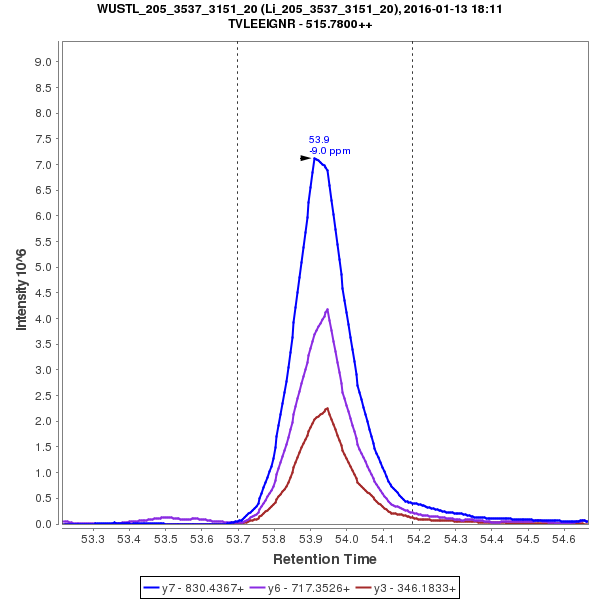 WUSTL_205_3537_3151_20 (Li_205_3537_3151_20), 2016-01-13 18:11
TVLEEIGNR - 515.7800++
53.9
-9.0 ppm
Intensity 10^6
9.0
8.5
8.0
7.5
7.0
6.5
6.0
5.5
5.0
4.5
4.0
3.5
3.0
2.5
2.0
1.5
1.0
0.5
0.0
53.3 53.4 53.5 53.6 53.7 53.8 53.9 54.0 54.1 54.2 54.3 54.4 54.5 54.6
Retention Time
y7 - 830.4367+ y6 - 717.3526+ y3 - 346.1833+